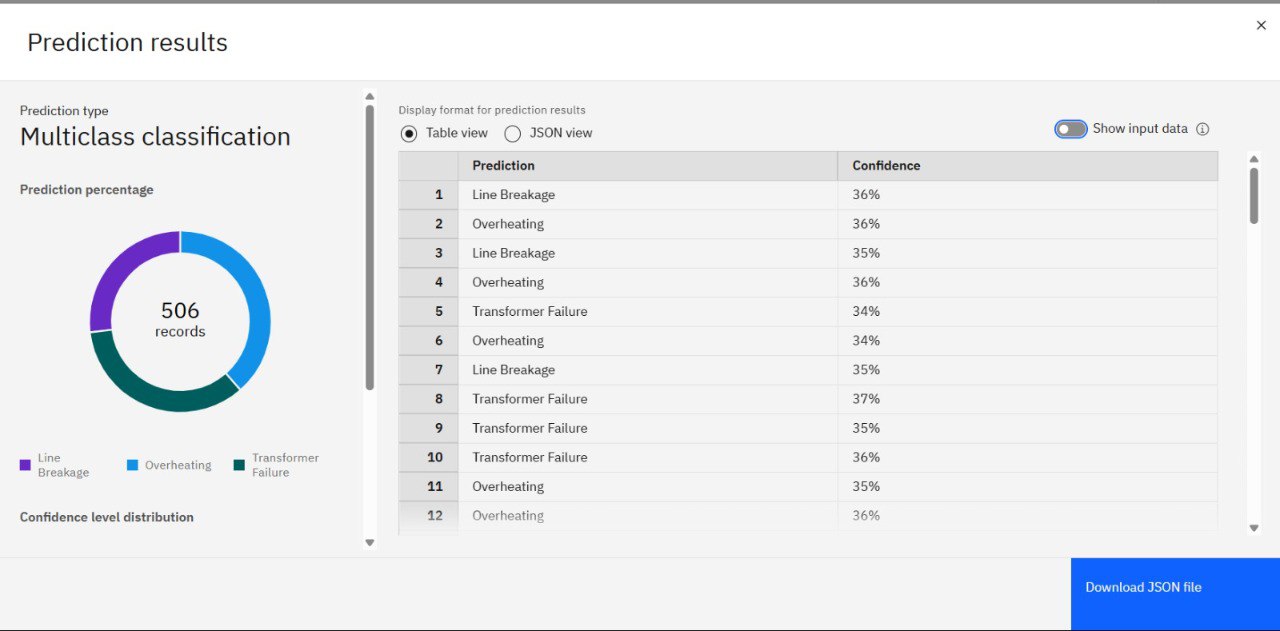 Prediction results
Prediction type
Multiclass classification
Prediction percentage
506
records
Line
Breakage
Overheating
Transformer
Failure
Confidence level distribution
Display format for prediction results
Table view JSON view
Show input data
Prediction Confidence
1 Line Breakage 36%
2 Overheating 36%
3 Line Breakage 35%
4 Overheating 36%
5 Transformer Failure 34%
6 Overheating 34%
7 Line Breakage 35%
8 Transformer Failure 37%
9 Transformer Failure 35%
10 Transformer Failure 36%
11 Overheating 35%
12 Overheating 36%
Download JSON file